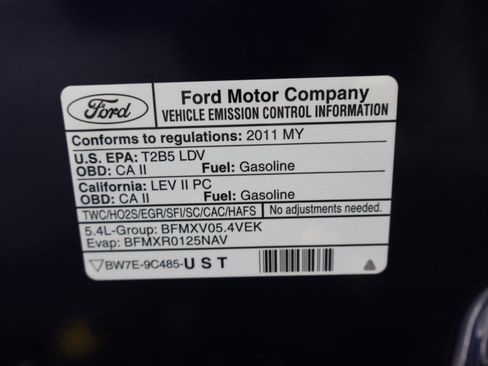 Ford
Ford Motor Company
VEHICLE EMISSION CONTROL INFORMATION
Conforms to regulations: 2011 MY
U.S. EPA: T2B5 LDV
OBD: CA II Fuel: Gasoline
California: LEV II PC
OBD: CA II Fuel: Gasoline
TWC/HO2S/EGR/SFI/SC/CAC/HAFS No adjustments needed.
5.4L-Group: BFMXV05.4VEK
Evap: BFMXR0125NAV
BW7E-9C485-U S T